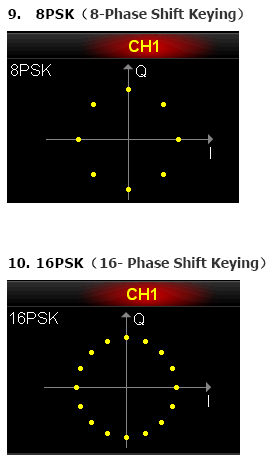 9. 8PSK（8-Phase Shift Keying）
CH1
8PSK
Q
I
10. 16PSK（16- Phase Shift Keying）
CH1
16PSK
Q
I